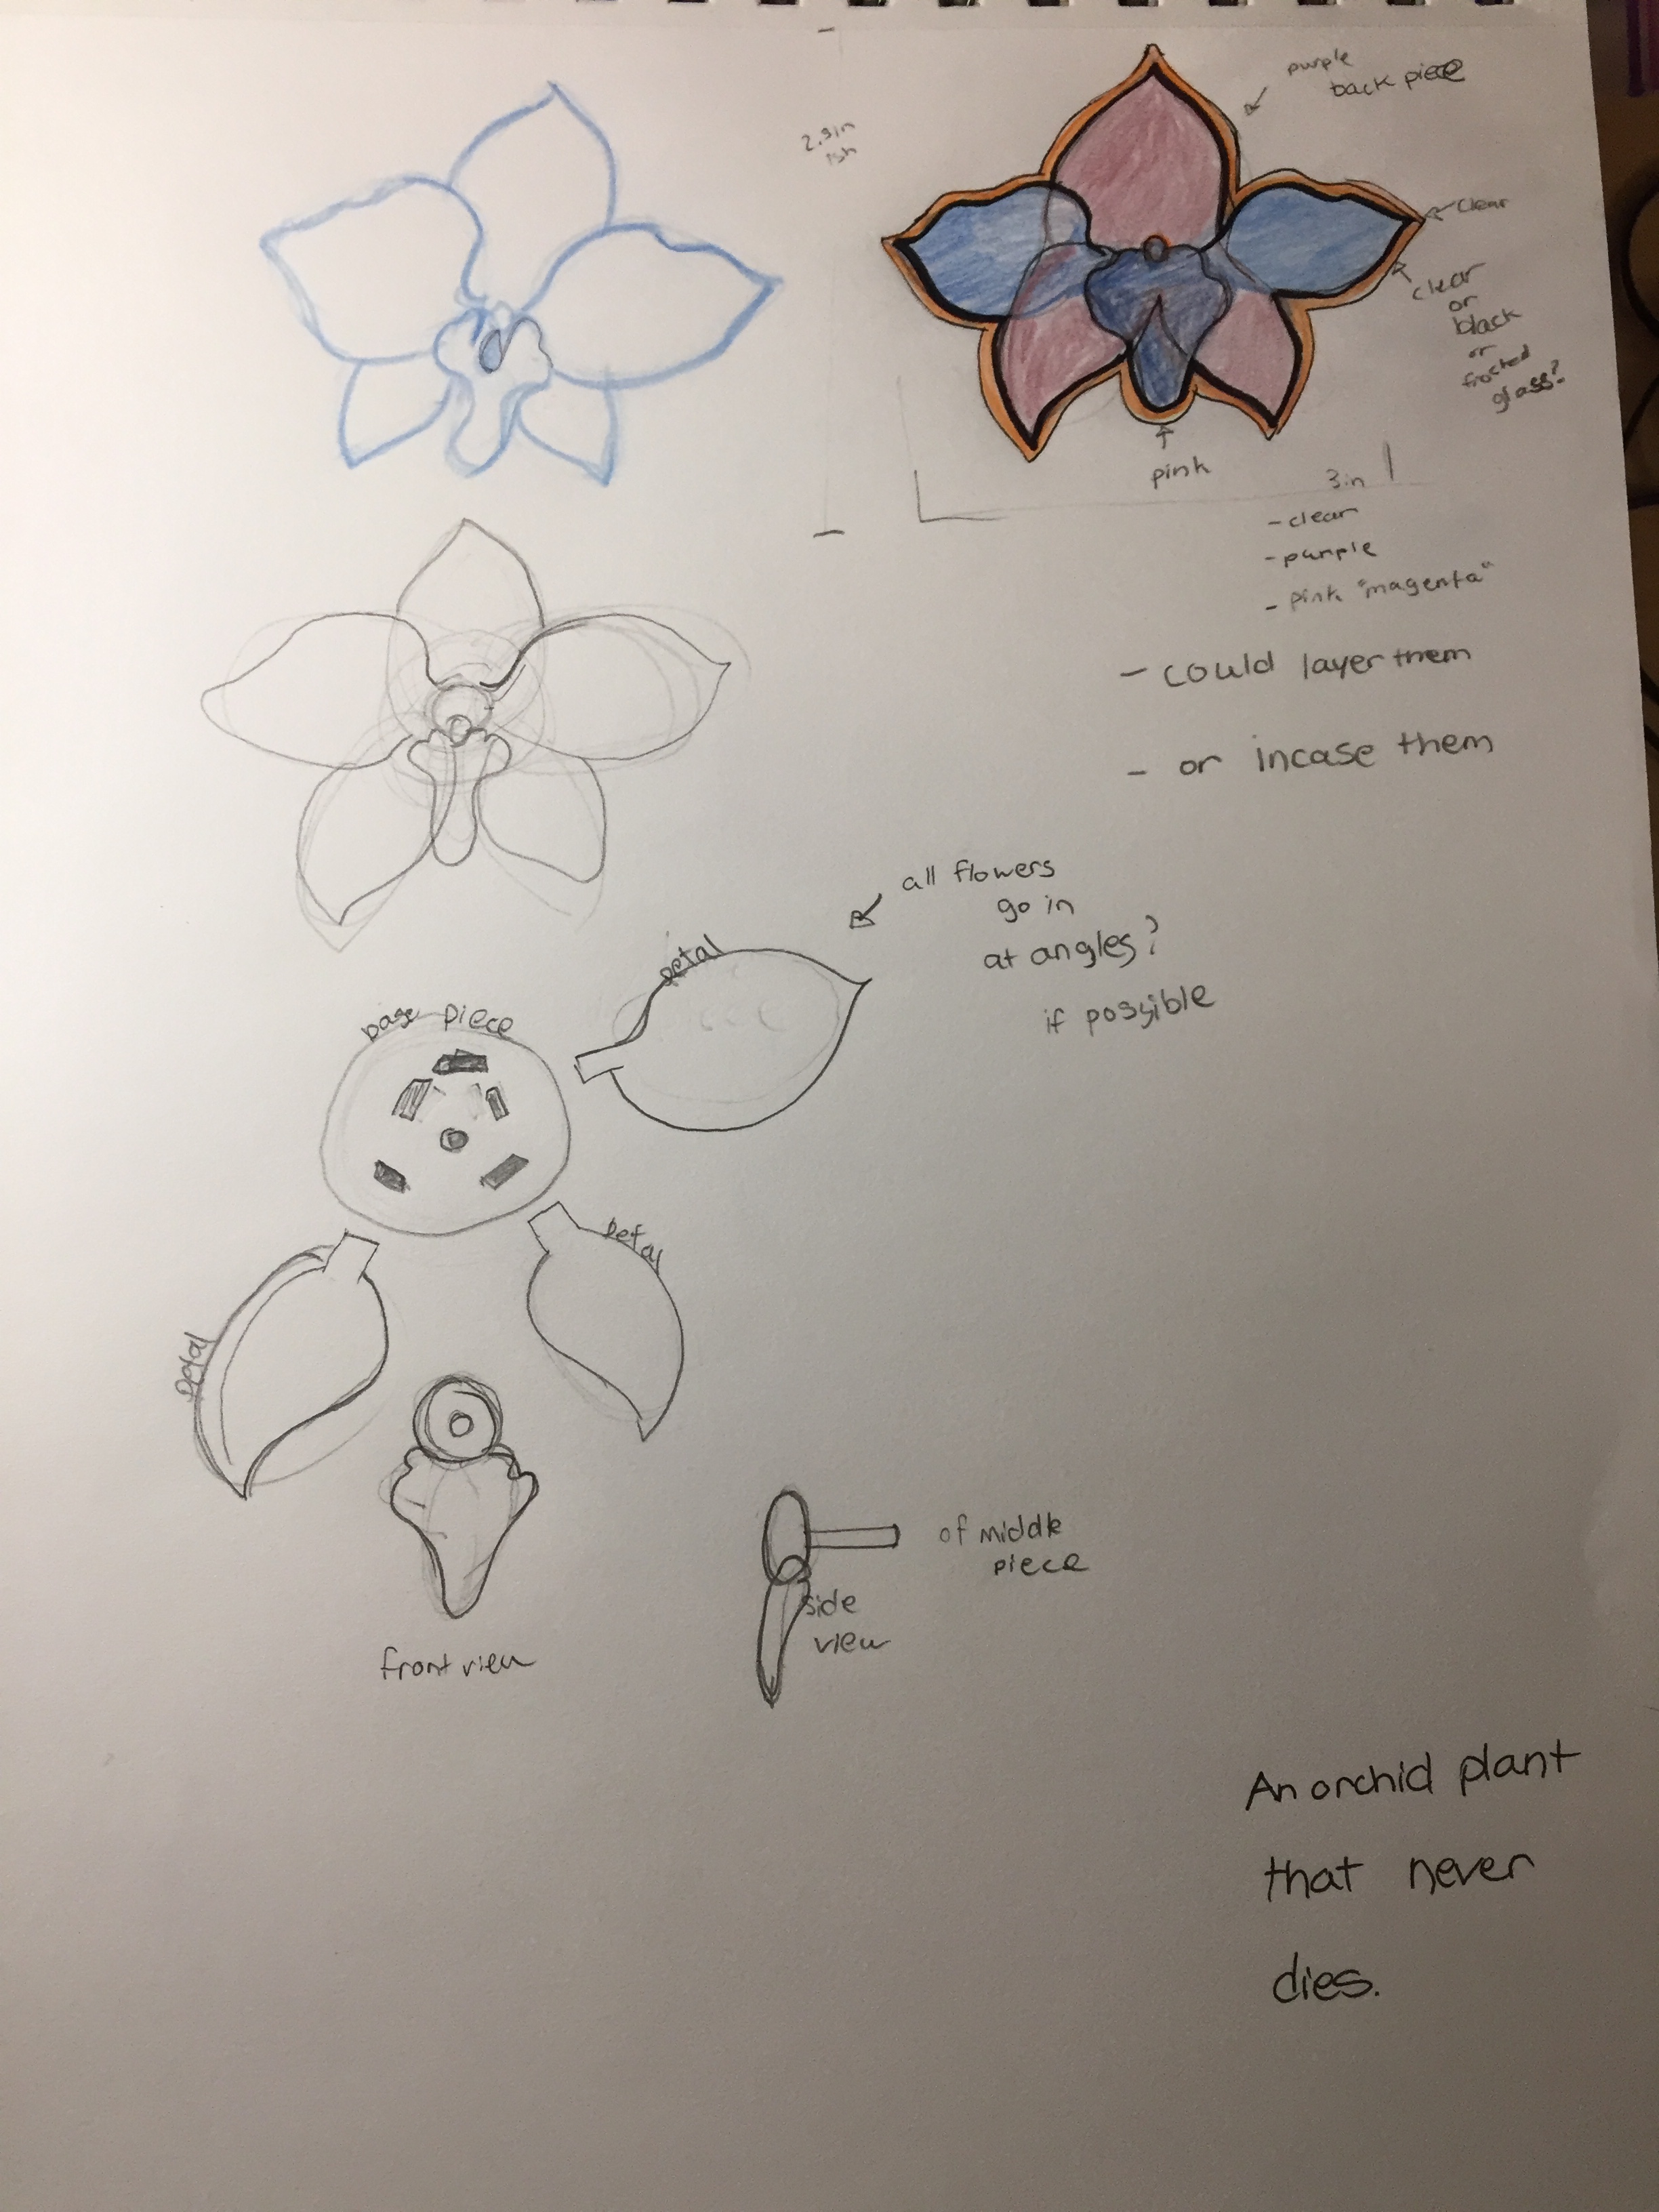 purple
back piece
2.9in
ish
clear
clear
or
black
or
frosted
glass?
pink
3in
- clear
- purple
- pink "magenta"
- could layer them
- or incase them
all flowers
go in
at angles?
if possible
petal
base piece
petal
petal
of middle
piece
side
view
front view
An orchid plant
that never
dies.